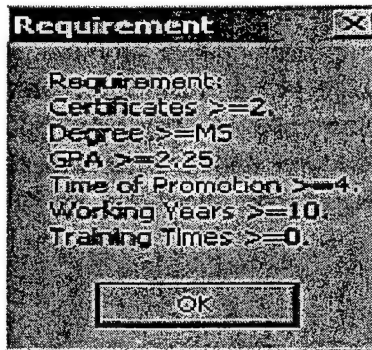 Requirement
Requirement:
Certificates >=2.
Degree >=MS
GPA >=2.25
Time of Promotion >=4.
Working Years >=10.
Training Times >=0.
OK